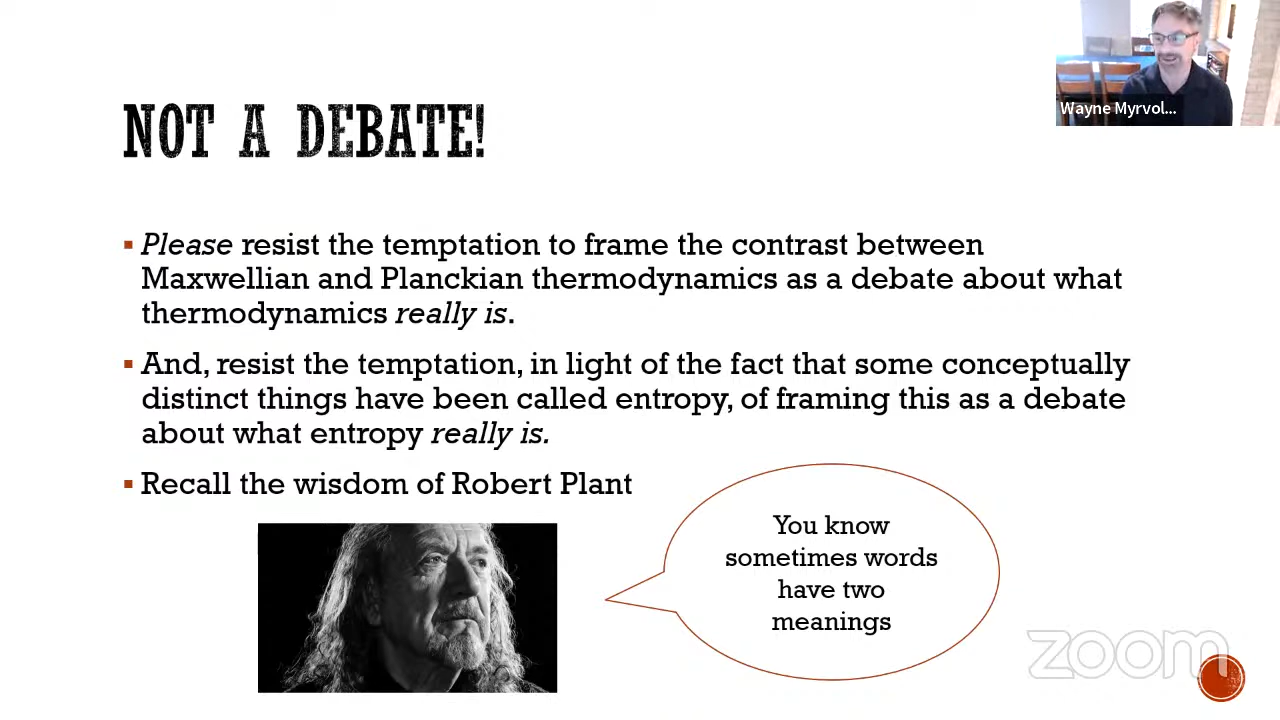 Wayne Myrvol...
NOT A DEBATE!
Please resist the temptation to frame the contrast between
Maxwellian and Planckian thermodynamics as a debate about what
thermodynamics really is.
And, resist the temptation, in light of the fact that some conceptually
distinct things have been called entropy, of framing this as a debate
about what entropy really is.
Recall the wisdom of Robert Plant
You know
sometimes words
have two
meanings
zoom